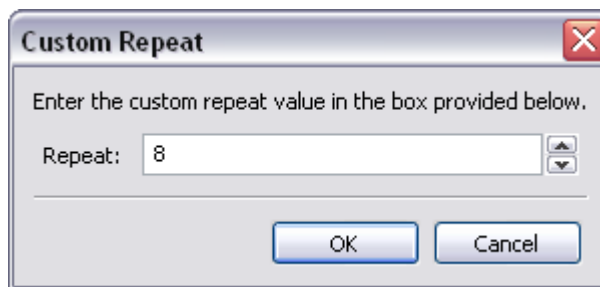 Custom Repeat
Enter the custom repeat value in the box provided below.
Repeat: 8
OK Cancel